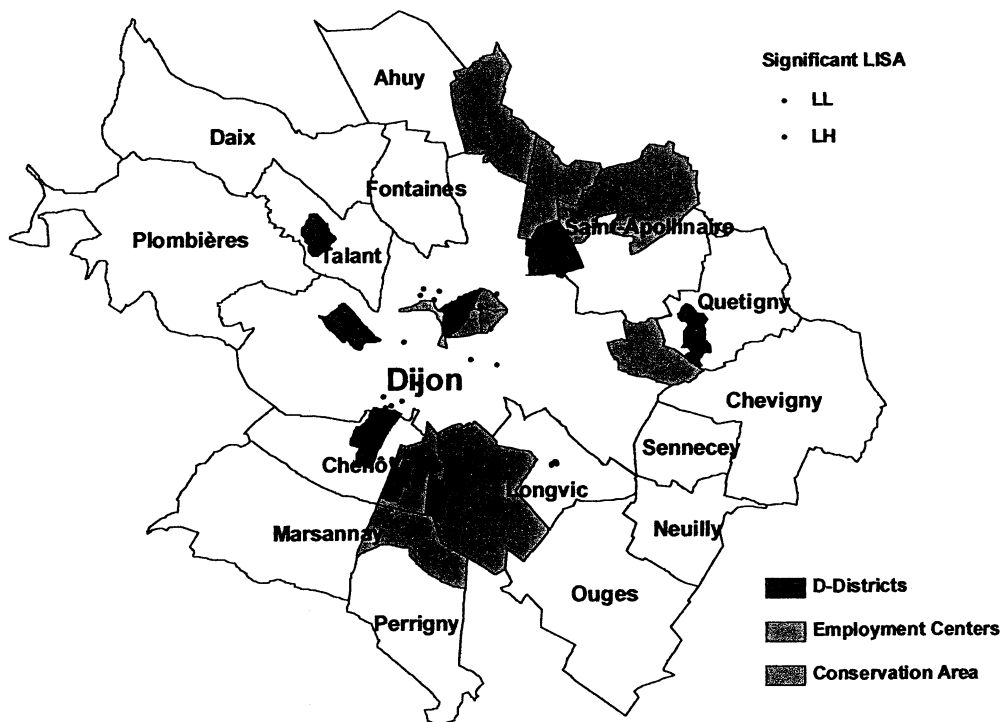 Ahuy
Significant LISA
LL
LH
Daix
Fontaines
Saint-Apollinaire
Plombières
Talant
Quetigny
Dijon
Chevigny
Sennecey
Longvic
Marsannay
Neuilly
Ouges
Perrigny
D-Districts
Employment Centers
Conservation Area